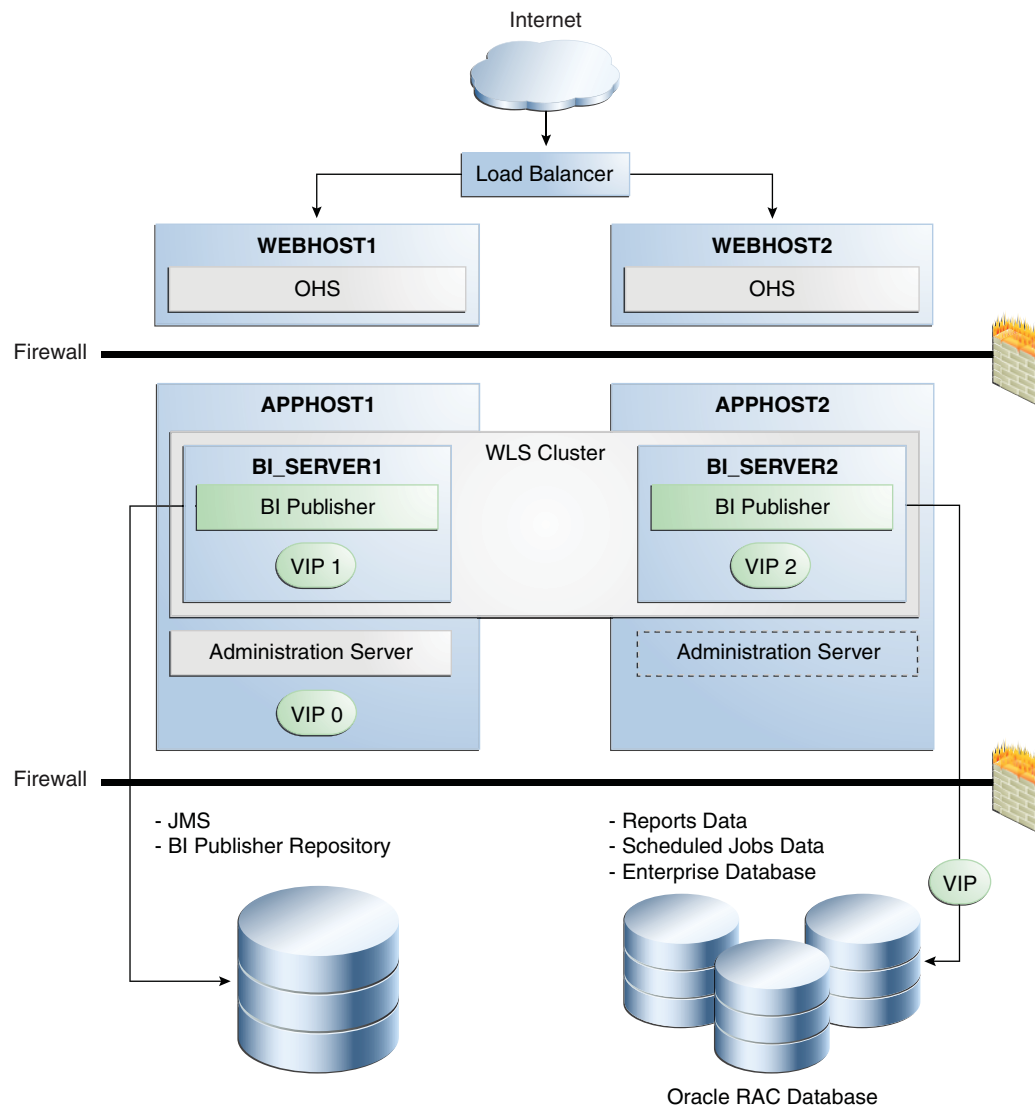 Internet
Load Balancer
WEBHOST1
OHS
WEBHOST2
OHS
Firewall
APPHOST1
APPHOST2
WLS Cluster
BI_SERVER1
BI Publisher
VIP 1
BI_SERVER2
BI Publisher
VIP 2
Administration Server
VIP 0
Administration Server
Firewall
- JMS
- BI Publisher Repository
- Reports Data
- Scheduled Jobs Data
- Enterprise Database
VIP
Oracle RAC Database